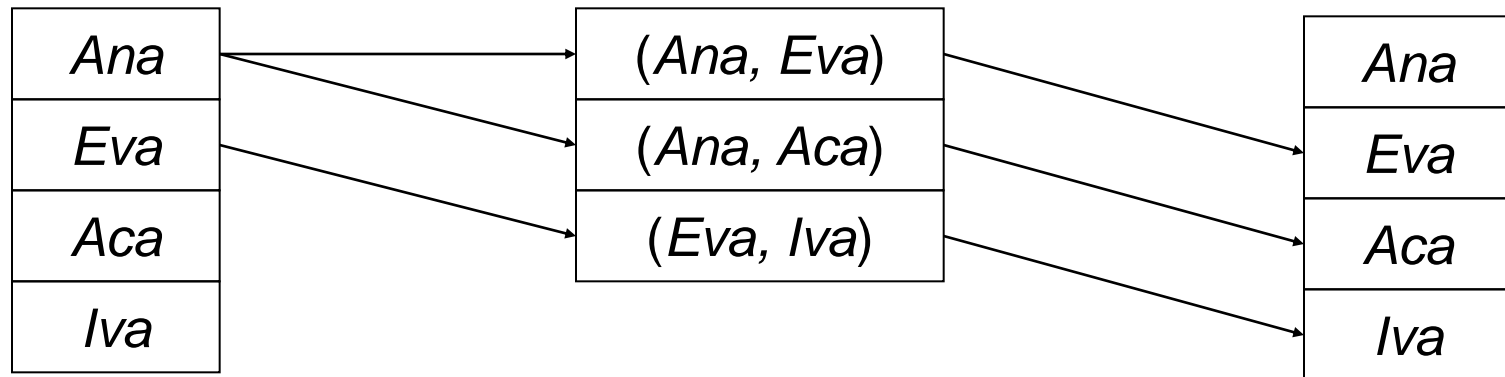 Ana
Eva
Aca
Iva
(Ana, Eva)
(Ana, Aca)
(Eva, Iva)
Ana
Eva
Aca
Iva